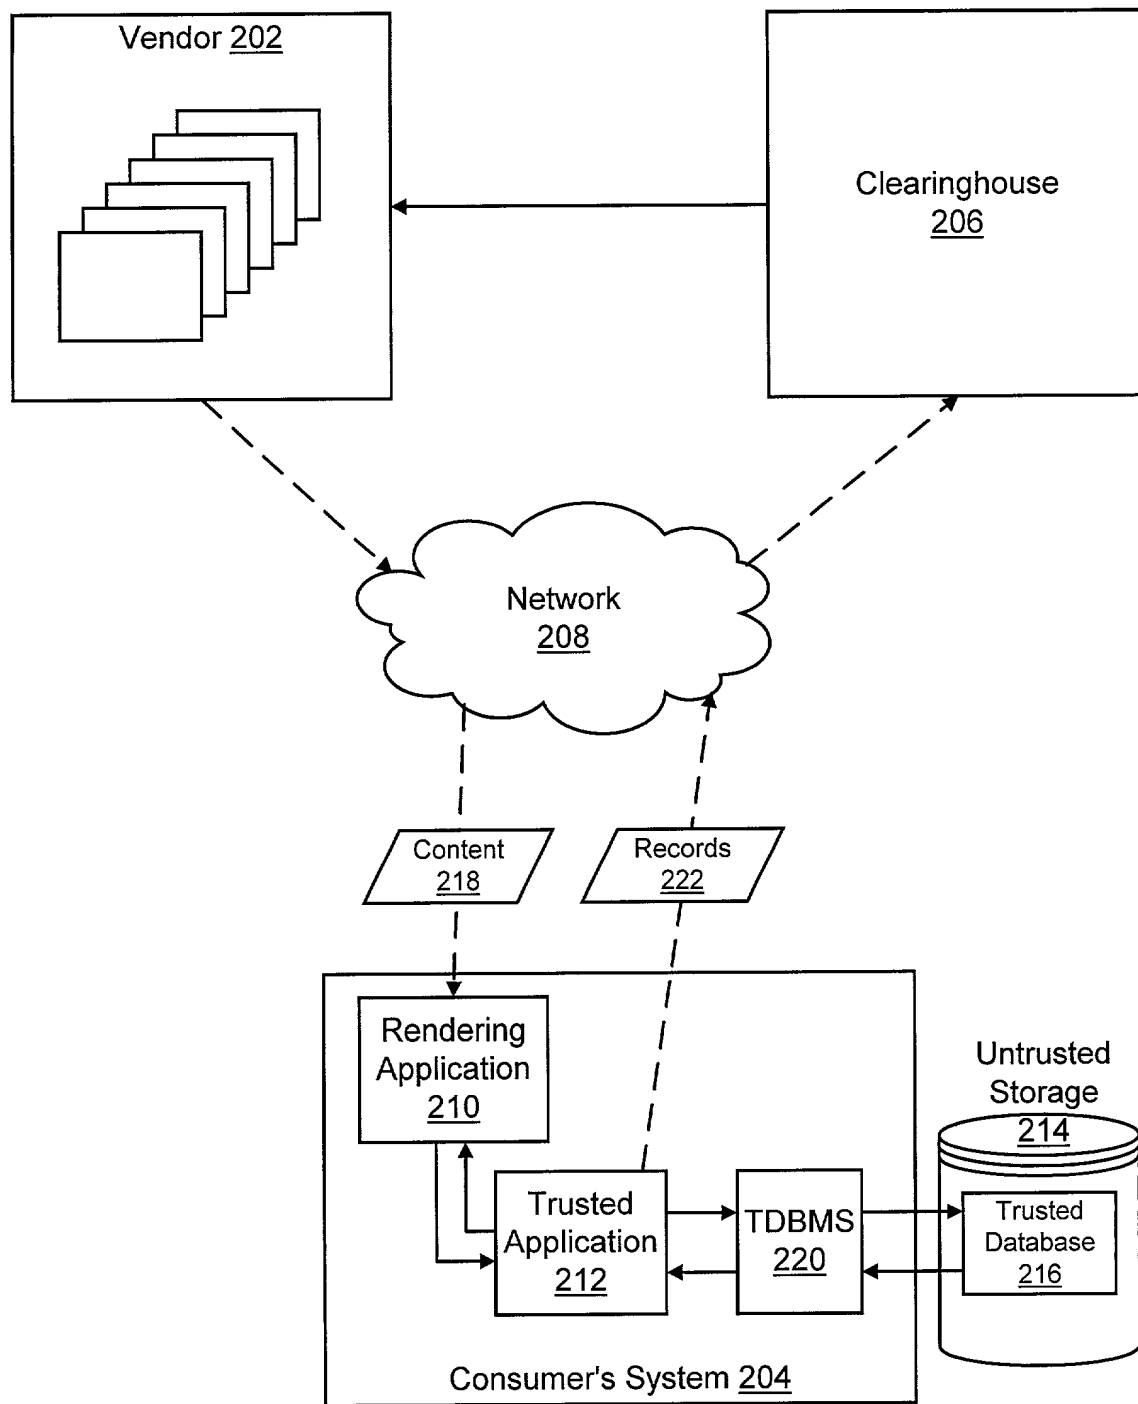 Vendor 202
Clearinghouse
206
Network
208
Content
218
Records
222
Rendering
Application
210
Untrusted
Storage
214
Trusted
Application
212
TDBMS
220
Trusted
Database
216
Consumer's System 204